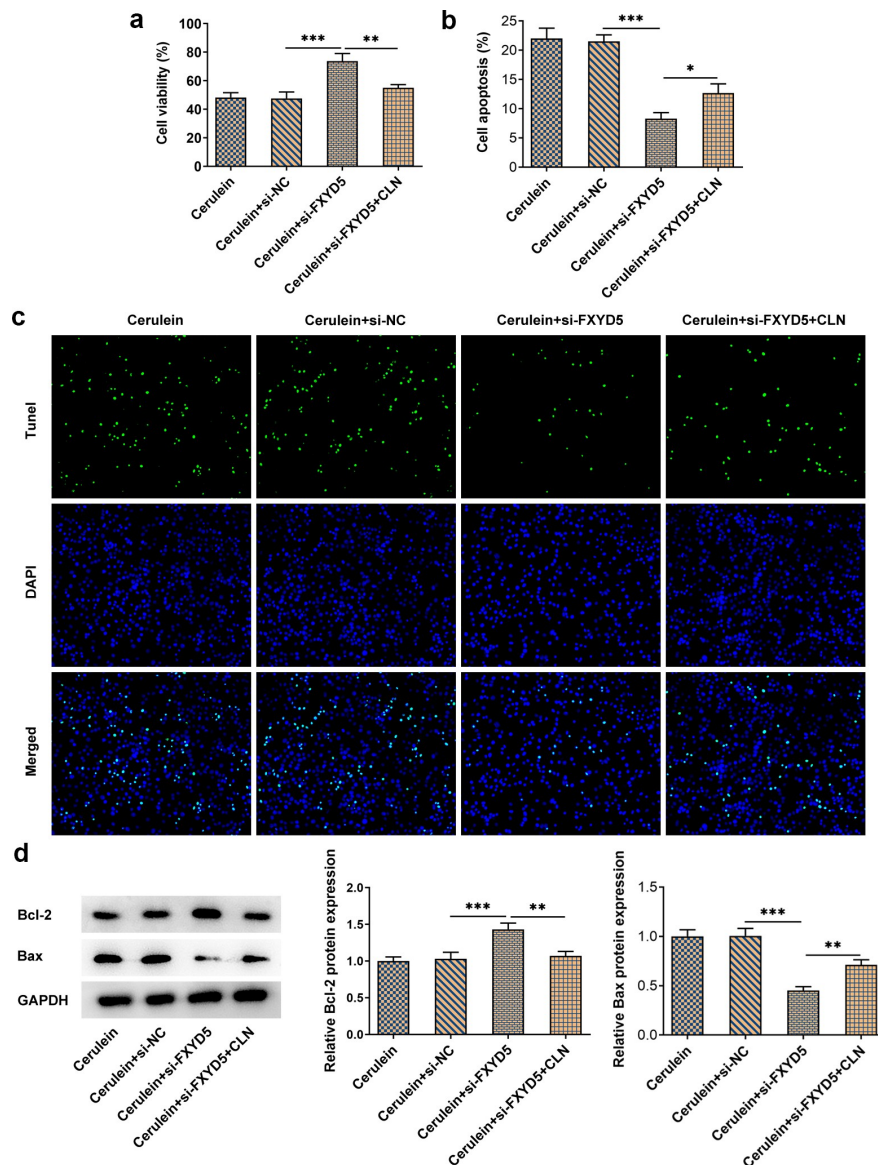 a
Cell viability (%)
100
80
60
40
20
0
***
**
Cerulein
Cerulein+si-NC
Cerulein+si-FXYD5
Cerulein+si-FXYD5+CLN
b
Cell apoptosis (%)
25
20
15
10
5
0
***
*
Cerulein
Cerulein+si-NC
Cerulein+si-FXYD5
Cerulein+si-FXYD5+CLN
c
Cerulein
Cerulein+si-NC
Cerulein+si-FXYD5
Cerulein+si-FXYD5+CLN
Tunel
DAPI
Merged
d
Bcl-2
Bax
GAPDH
Cerulein
Cerulein+si-NC
Cerulein+si-FXYD5
Cerulein+si-FXYD5+CLN
Relative Bcl-2 protein expression
2.0
1.5
1.0
0.5
0.0
***
**
Cerulein
Cerulein+si-NC
Cerulein+si-FXYD5
Cerulein+si-FXYD5+CLN
Relative Bax protein expression
1.5
1.0
0.5
0.0
***
**
Cerulein
Cerulein+si-NC
Cerulein+si-FXYD5
Cerulein+si-FXYD5+CLN